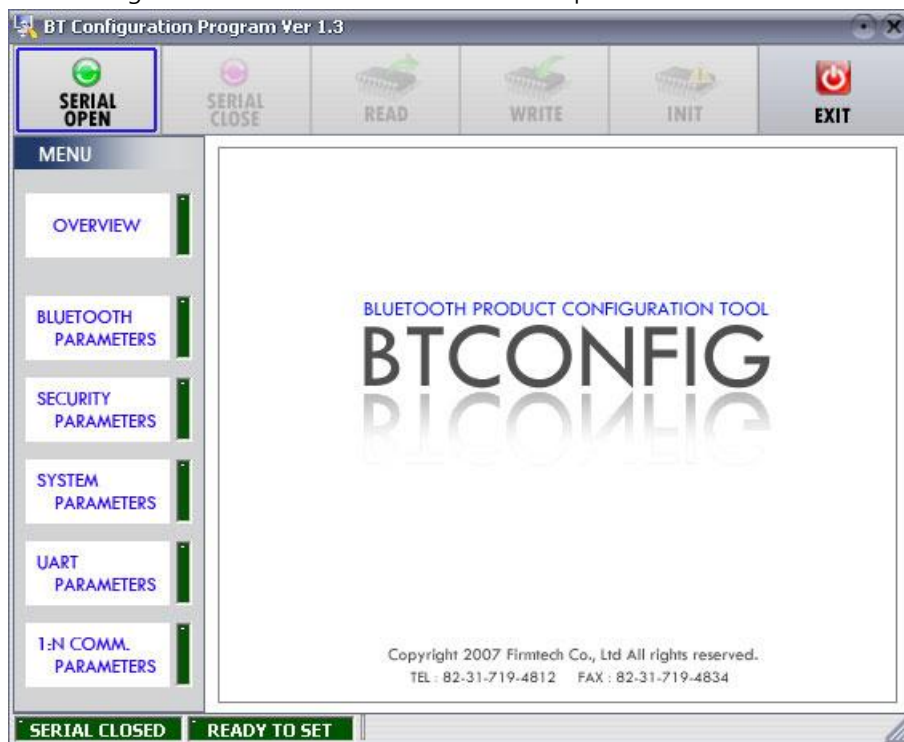 BT Configuration Program Ver 1.3
SERIAL OPEN
SERIAL CLOSE
READ
WRITE
INIT
EXIT
MENU
OVERVIEW
BLUETOOTH
PARAMETERS
SECURITY
PARAMETERS
SYSTEM
PARAMETERS
UART
PARAMETERS
1:N COMM.
PARAMETERS
BLUETOOTH PRODUCT CONFIGURATION TOOL
BTCONFIG
Copyright 2007 Firmtech Co., Ltd All rights reserved.
TEL : 82-31-719-4812 FAX : 82-31-719-4834
SERIAL CLOSED
READY TO SET